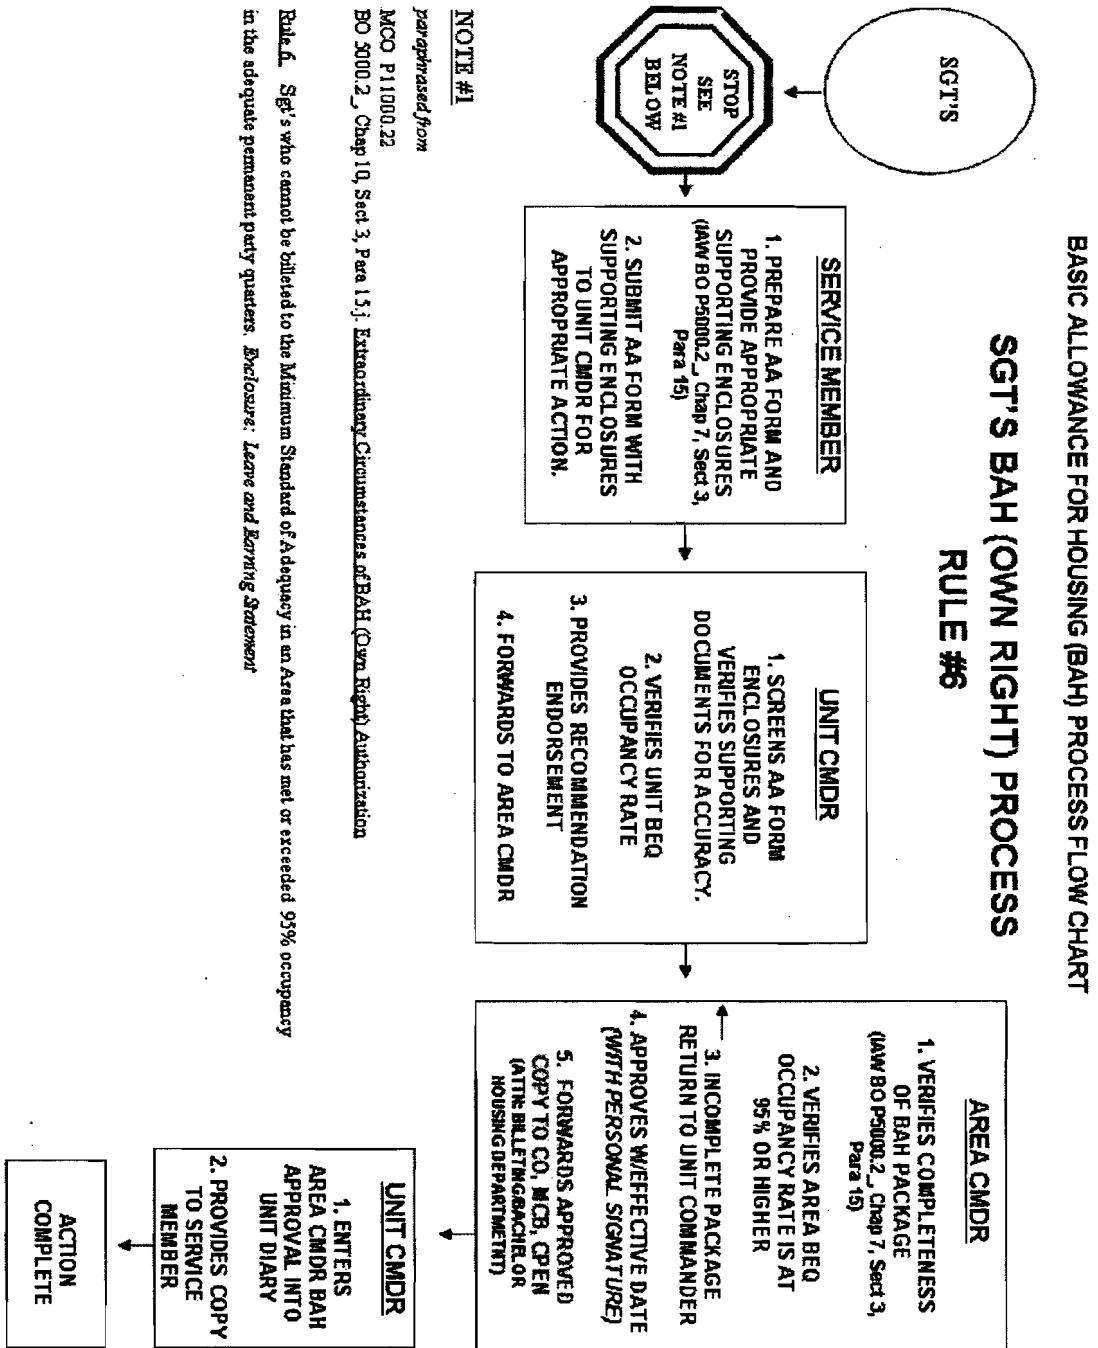 BASIC ALLOWANCE FOR HOUSING (BAH) PROCESS FLOW CHART
SGT'S BAH (OWN RIGHT) PROCESS
RULE #6
SGT'S
STOP
SEE
NOTE #1
BELOW
SERVICE MEMBER
1. PREPARE AA FORM AND
PROVIDE APPROPRIATE
SUPPORTING ENCLOSURES
(IAW BO P5000.2_, Chap 7, Sect 3,
Para 15)
2. SUBMIT AA FORM WITH
SUPPORTING ENCLOSURES
TO UNIT CMDR FOR
APPROPRIATE ACTION.
UNIT CMDR
1. SCREENS AA FORM
ENCLOSURES AND
VERIFIES SUPPORTING
DOCUMENTS FOR ACCURACY.
2. VERIFIES UNIT BEQ
OCCUPANCY RATE
3. PROVIDES RECOMMENDATION
ENDORSEMENT
4. FORWARDS TO AREA CMDR
AREA CMDR
1. VERIFIES COMPLETENESS
OF BAH PACKAGE
(IAW BO P5000.2_, Chap 7, Sect 3,
Para 15)
2. VERIFIES AREA BEQ
OCCUPANCY RATE IS AT
95% OR HIGHER
3. INCOMPLETE PACKAGE
RETURN TO UNIT COMMANDER
4. APPROVES W/EFFECTIVE DATE
(WITH PERSONAL SIGNATURE)
5. FORWARDS APPROVED
COPY TO CO, MCB, CPEN
(ATTN: BILLETING/BACHELOR
HOUSING DEPARTMETNT)
UNIT CMDR
1. ENTERS
AREA CMDR BAH
APPROVAL INTO
UNIT DIARY
2. PROVIDES COPY
TO SERVICE
MEMBER
ACTION
COMPLETE
NOTE #1
paraphrased from
MCO P11000.22
BO 5000.2_, Chap 10, Sect 3, Para 15.j. Extraordinary Circumstances of BAH (Own Right) Authorization
Rule 6. Sgt's who cannot be billeted to the Minimum Standard of Adequacy in an Area that has met or exceeded 95% occupancy
in the adequate permanent party quarters. Enclosure: Leave and Earning Statement